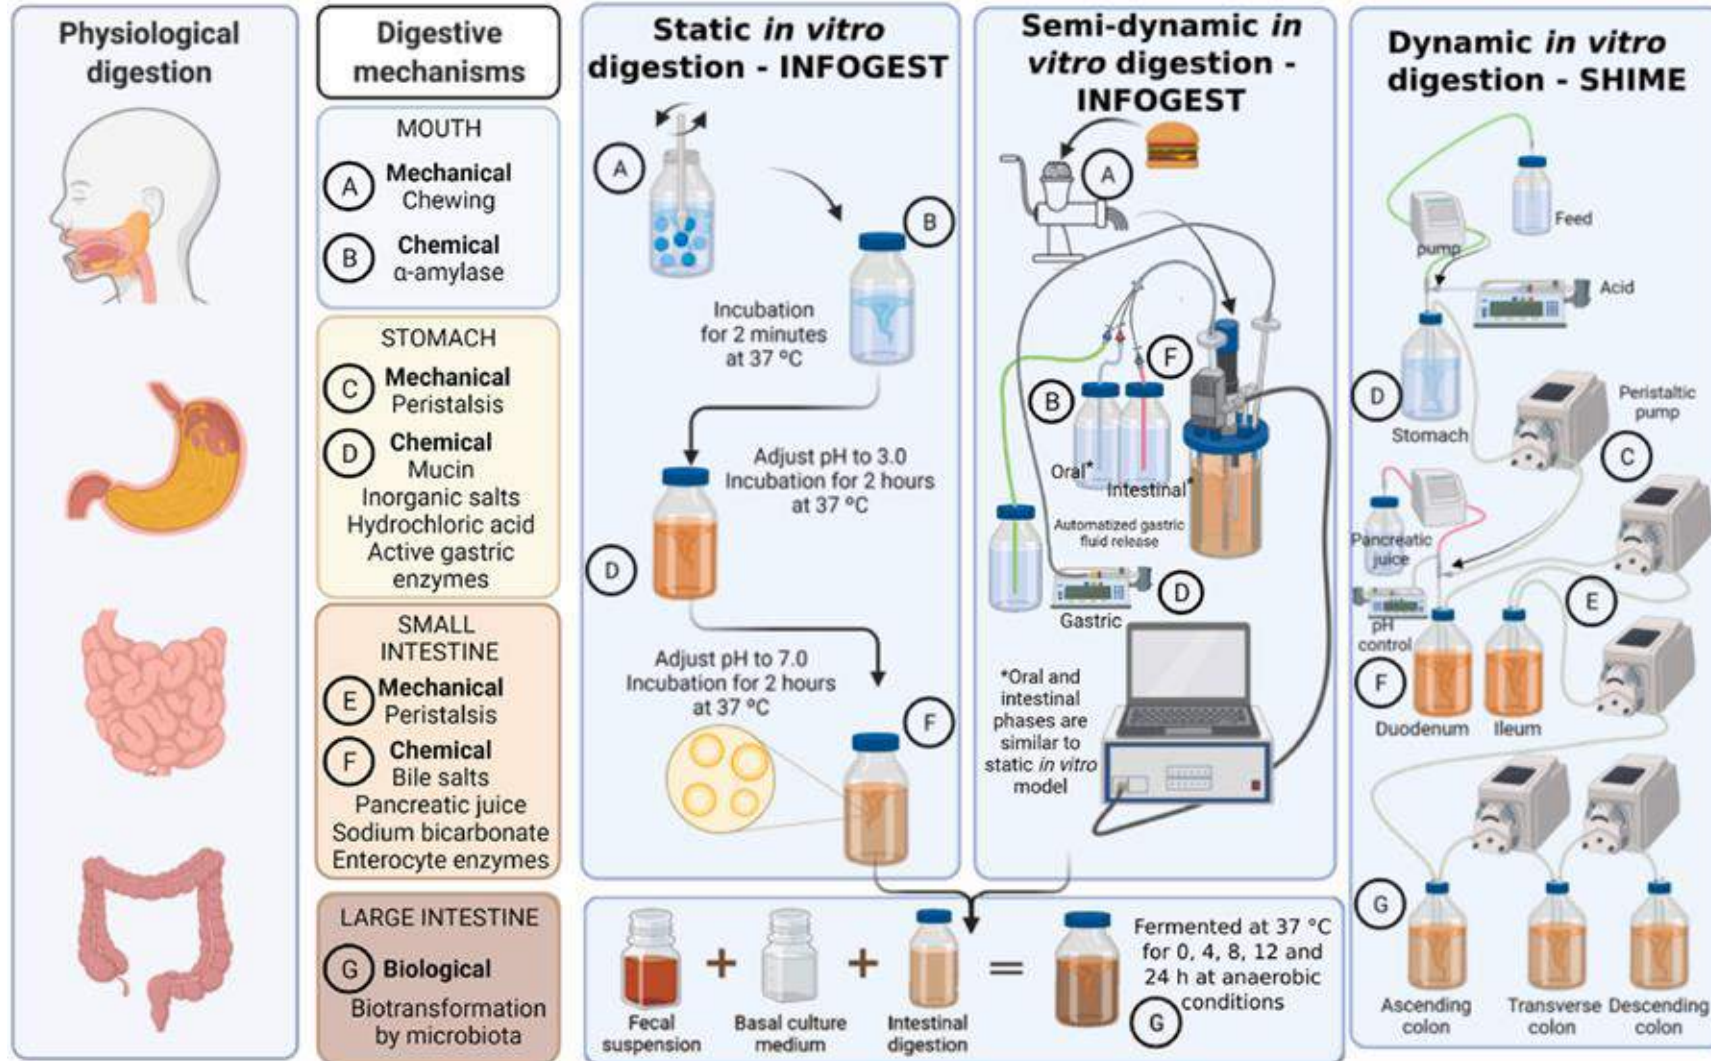 Physiological
digestion
Digestive
mechanisms
MOUTH
A
Mechanical
Chewing
B
Chemical
α-amylase
STOMACH
C
Mechanical
Peristalsis
D
Chemical
Mucin
Inorganic salts
Hydrochloric acid
Active gastric
enzymes
SMALL
INTESTINE
E
Mechanical
Peristalsis
F
Chemical
Bile salts
Pancreatic juice
Sodium bicarbonate
Enterocyte enzymes
LARGE INTESTINE
G
Biological
Biotransformation
by microbiota
Static in vitro
digestion - INFOGEST
A
B
Incubation
for 2 minutes
at 37 ºC
Adjust pH to 3.0
Incubation for 2 hours
at 37 ºC
D
Adjust pH to 7.0
Incubation for 2 hours
at 37 ºC
F
Semi-dynamic in
vitro digestion -
INFOGEST
A
F
B
Oral*
Intestinal*
Automatized gastric
fluid release
D
Gastric
*Oral and
intestinal
phases are
similar to
static in vitro
model
Fecal
suspension
+
Basal culture
medium
+
Intestinal
digestion
=
Fermented at 37 °C
for 0, 4, 8, 12 and
24 h at anaerobic
conditions
G
Dynamic in vitro
digestion - SHIME
Feed
pump
Acid
D
Stomach
Peristaltic
pump
C
Pancreatic
juice
E
pH
control
F
Duodenum
Ileum
G
Ascending
colon
Transverse
colon
Descending
colon